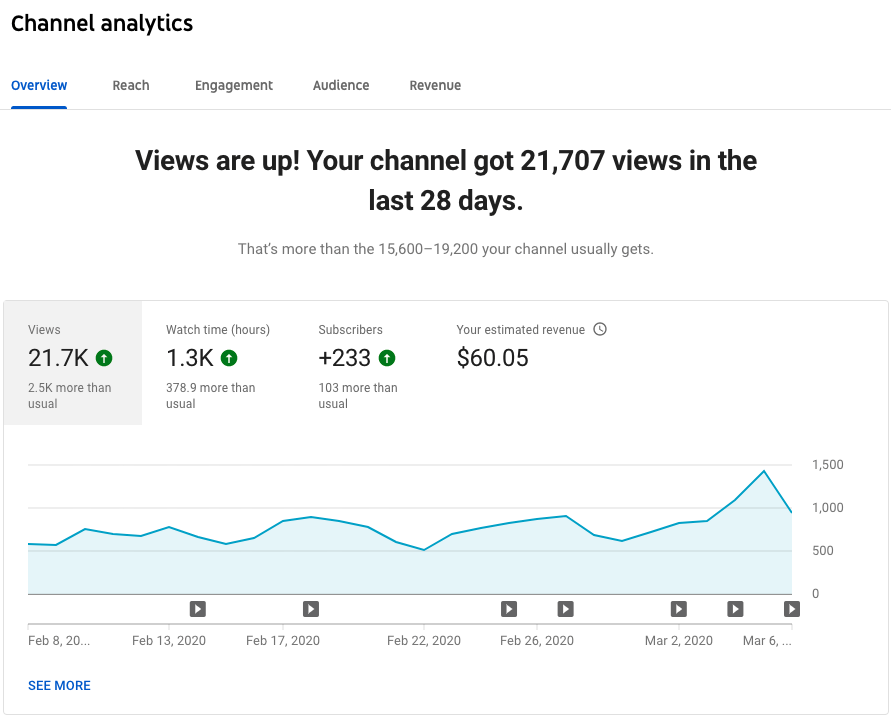 Channel analytics
Overview Reach Engagement Audience Revenue
Views are up! Your channel got 21,707 views in the
last 28 days.
That's more than the 15,600–19,200 your channel usually gets.
Views Watch time (hours) Subscribers Your estimated revenue
21.7K 1.3K +233 $60.05
2.5K more than 378.9 more than 103 more than
usual usual usual
1,500
1,000
500
0
Feb 8, 20... Feb 13, 2020 Feb 17, 2020 Feb 22, 2020 Feb 26, 2020 Mar 2, 2020 Mar 6, ...
SEE MORE